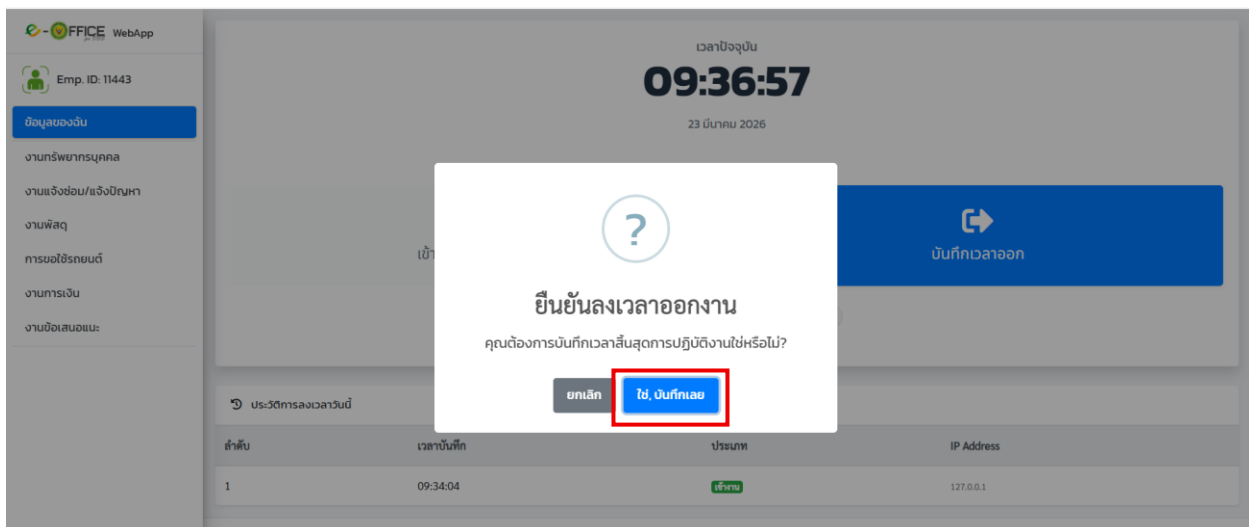 e-OFFICE WebApp
Emp. ID: 11443
ข้อมูลของฉัน
งานทรัพยากรบุคคล
งานแจ้งซ่อม/แจ้งปัญหา
งานพัสดุ
การขอใช้รถยนต์
งานการเงิน
งานข้อเสนอแนะ
เวลาปัจจุบัน
09:36:57
23 มีนาคม 2026
เข้า
บันทึกเวลาออก
?
ยืนยันลงเวลาออกงาน
คุณต้องการบันทึกเวลาสิ้นสุดการปฏิบัติงานใช่หรือไม่?
ยกเลิก ใช่, บันทึกเลย
ประวัติการลงเวลาวันนี้
ลำดับ เวลาบันทึก ประเภท IP Address
1 09:34:04 เข้างาน 127.0.0.1